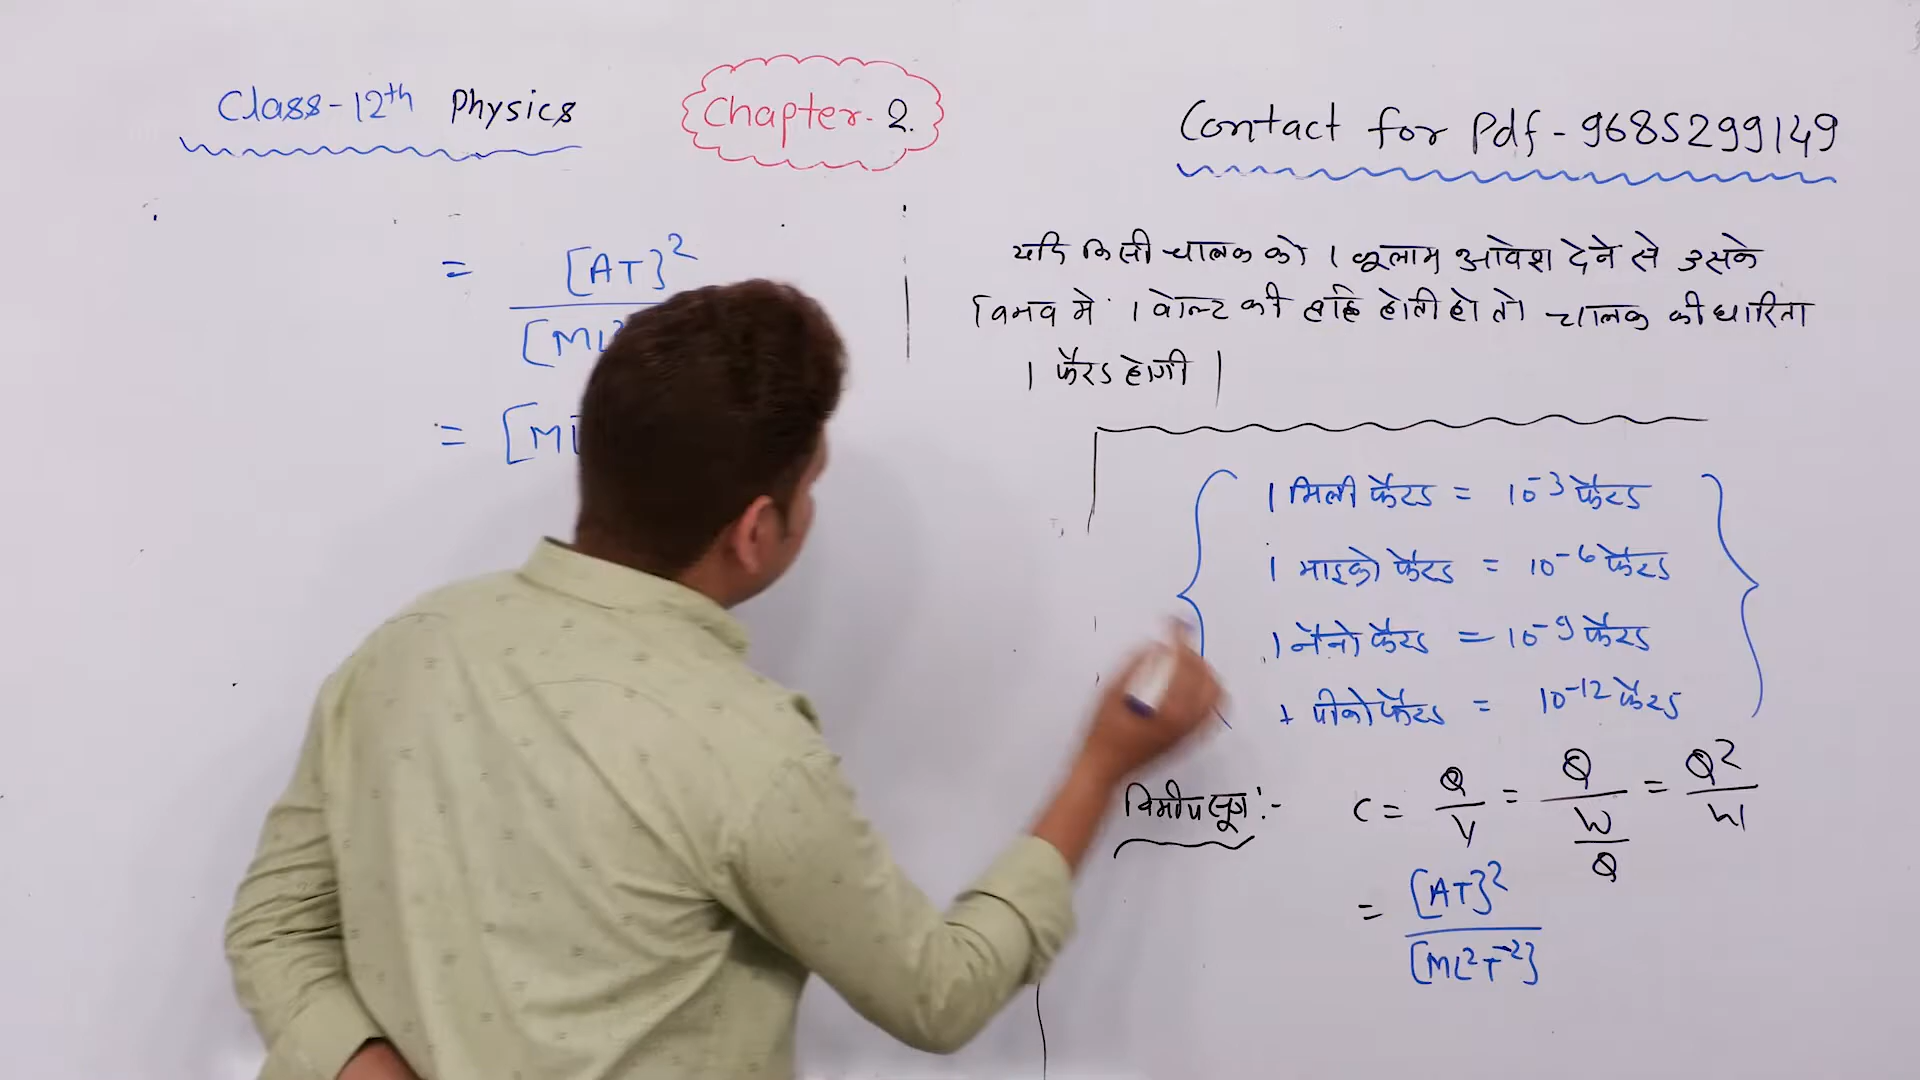 Class-12th Physics
Chapter-2.
Contact for Pdf - 9685299149
= [AT]²
[ML²
= [M
यदि किसी चालक को 1 कूलाम आवेश देने से उसके
विभव मे 1 वोल्ट की वृद्धि होती हो तो चालक की धारिता
1 फैरड होगी |
1 मिली फैरड = 10⁻³ फैरड
1 माइक्रो फैरड = 10⁻⁶ फैरड
1 नैनो फैरड = 10⁻⁹ फैरड
1 पीको फैरड = 10⁻¹² फैरड
विमीय सूत्र :- C = Q/V = Q/(W/Q) = Q²/W
= [AT]²
[ML²T⁻²]